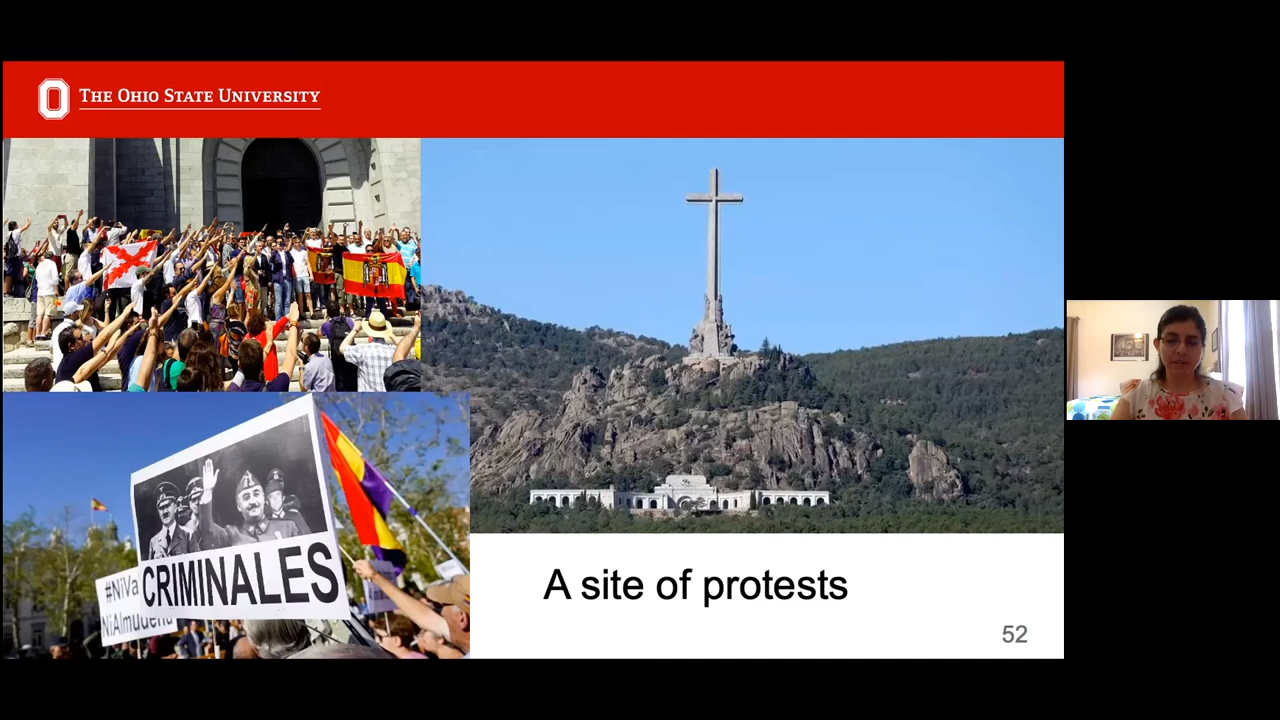 THE OHIO STATE UNIVERSITY
CRIMINALES
#NiVa
NiAlmudena
A site of protests
52